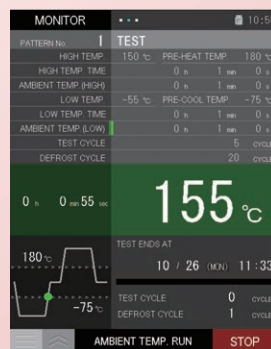 MONITOR 10:5
PATTERN No. 1 TEST
HIGH TEMP. 150 ℃ PRE-HEAT TEMP. 180 ℃
HIGH TEMP. TIME 0 h 1 min 0 s
AMBIENT TEMP.(HIGH) 0 h 1 min 0 s
LOW TEMP. -55 ℃ PRE-COOL TEMP. -75 ℃
LOW TEMP. TIME 0 h 1 min 0 s
AMBIENT TEMP.(LOW) 0 h 1 min 0 s
TEST CYCLE 5 CYCLE
DEFROST CYCLE 20 CYCLE
0 h 0 min 55 sec 155 ℃
TEST ENDS AT
180 ℃ 10 / 26 (MON) 11:33
-75 ℃
TEST CYCLE 0 CYCLE
DEFROST CYCLE 1 CYCLE
AMBIENT TEMP. RUN STOP